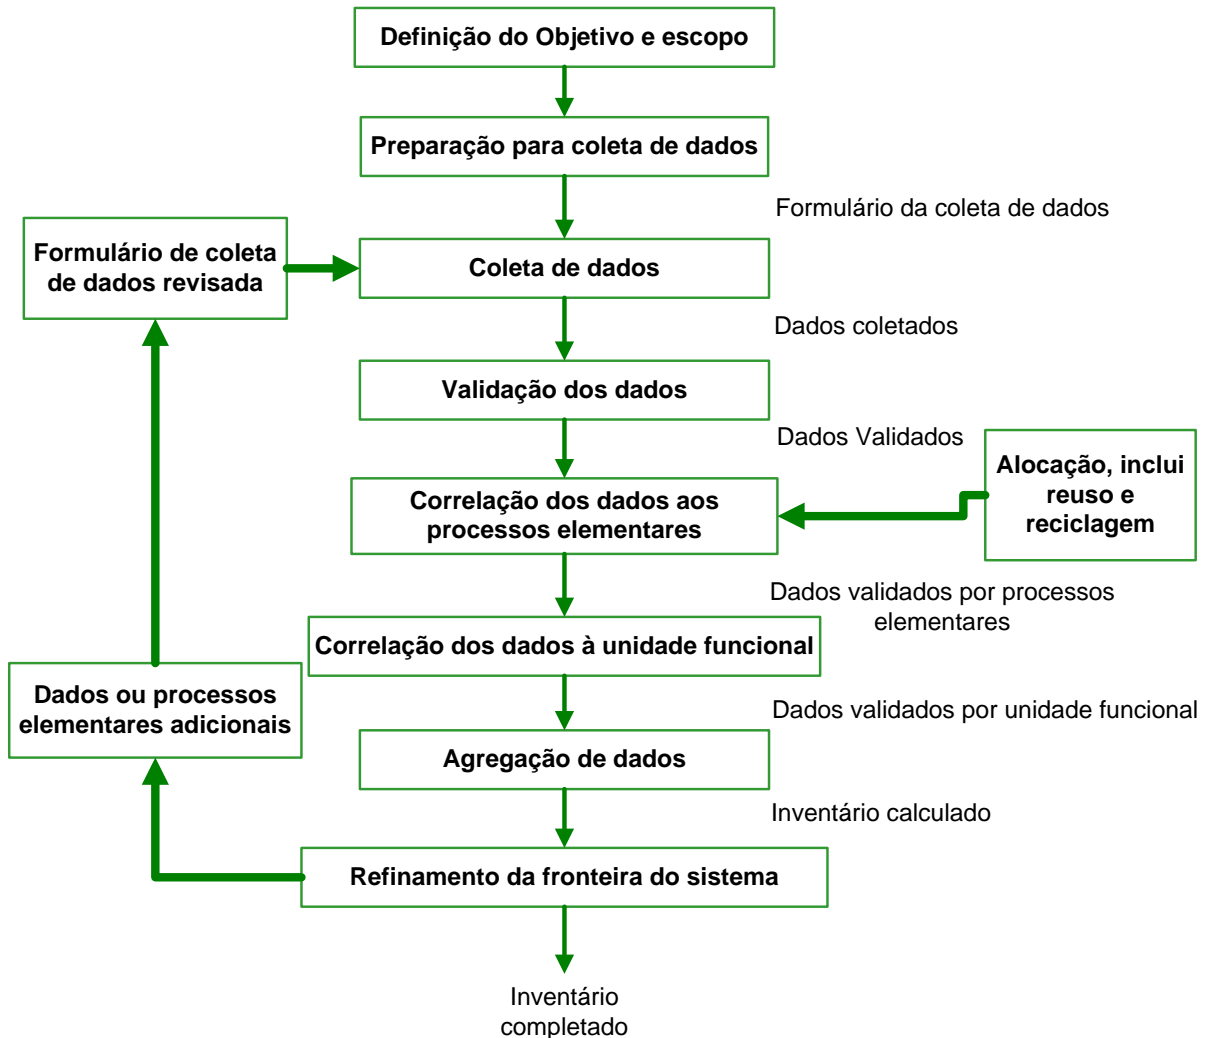 Definição do Objetivo e escopo
Preparação para coleta de dados
Formulário da coleta de dados
Formulário de coleta
de dados revisada
Coleta de dados
Dados coletados
Validação dos dados
Dados Validados
Alocação, inclui
reuso e
reciclagem
Correlação dos dados aos
processos elementares
Dados validados por processos
elementares
Correlação dos dados à unidade funcional
Dados ou processos
elementares adicionais
Dados validados por unidade funcional
Agregação de dados
Inventário calculado
Refinamento da fronteira do sistema
Inventário
completado